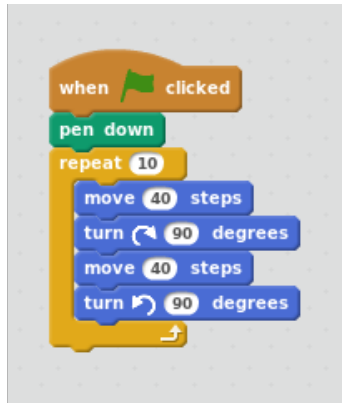 when clicked
pen down
repeat 10
move 40 steps
turn 90 degrees
move 40 steps
turn 90 degrees